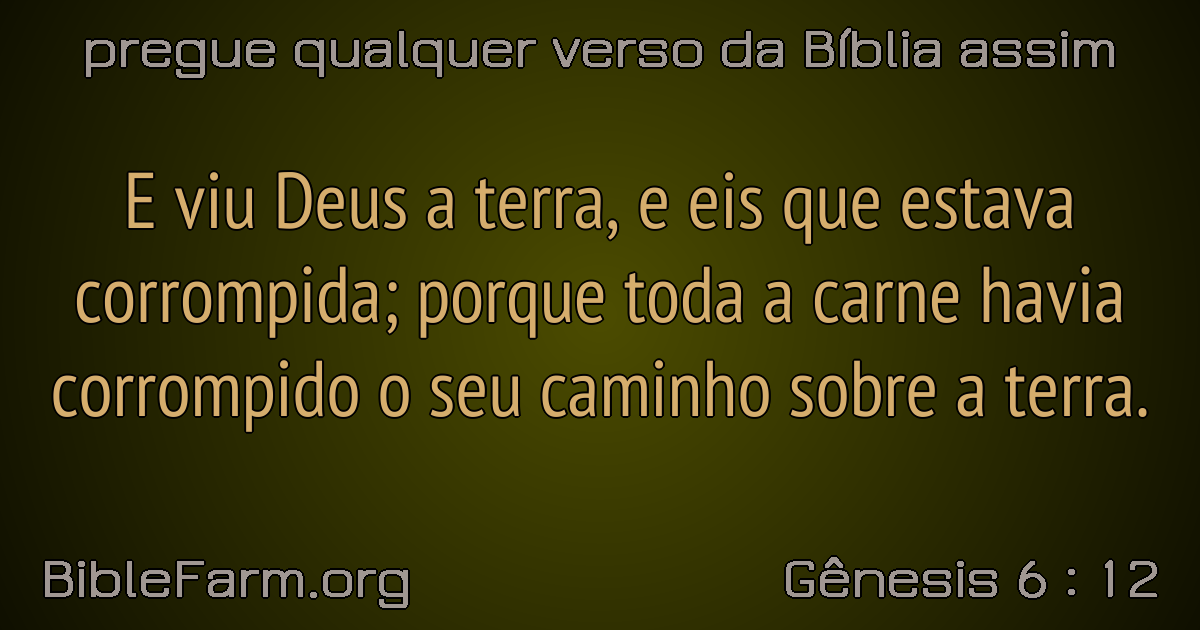 pregue qualquer verso da Bíblia assim
E viu Deus a terra, e eis que estava
corrompida; porque toda a carne havia
corrompido o seu caminho sobre a terra.
BibleFarm.org
Gênesis 6 : 12